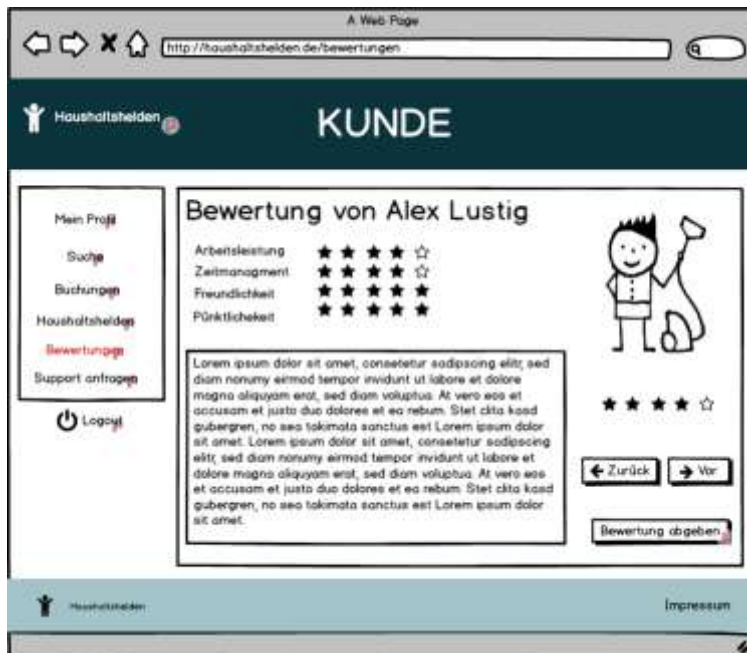 A Web Page
http://haushaltshelden.de/bewertungen
Haushaltshelden
KUNDE
Mein Profil
Suche
Buchungen
Haushaltshelden
Bewertungen
Support anfragen
Logout
Bewertung von Alex Lustig
Arbeitsleistung
Zeitmanagment
Freundlichkeit
Pünktlichekeit
Lorem ipsum dolor sit amet, consetetur sadipscing elitr, sed
diam nonumy eirmod tempor invidunt ut labore et dolore
magna aliquyam erat, sed diam voluptua. At vero eos et
accusam et justo duo dolores et ea rebum. Stet clita kasd
gubergren, no sea takimata sanctus est Lorem ipsum dolor
sit amet. Lorem ipsum dolor sit amet, consetetur sadipscing
elitr, sed diam nonumy eirmod tempor invidunt ut labore et
dolore magna aliquyam erat, sed diam voluptua. At vero eos
et accusam et justo duo dolores et ea rebum. Stet clita kasd
gubergren, no sea takimata sanctus est Lorem ipsum dolor
sit amet.
Zurück
Vor
Bewertung abgeben
Haushaltshelden
Impressum